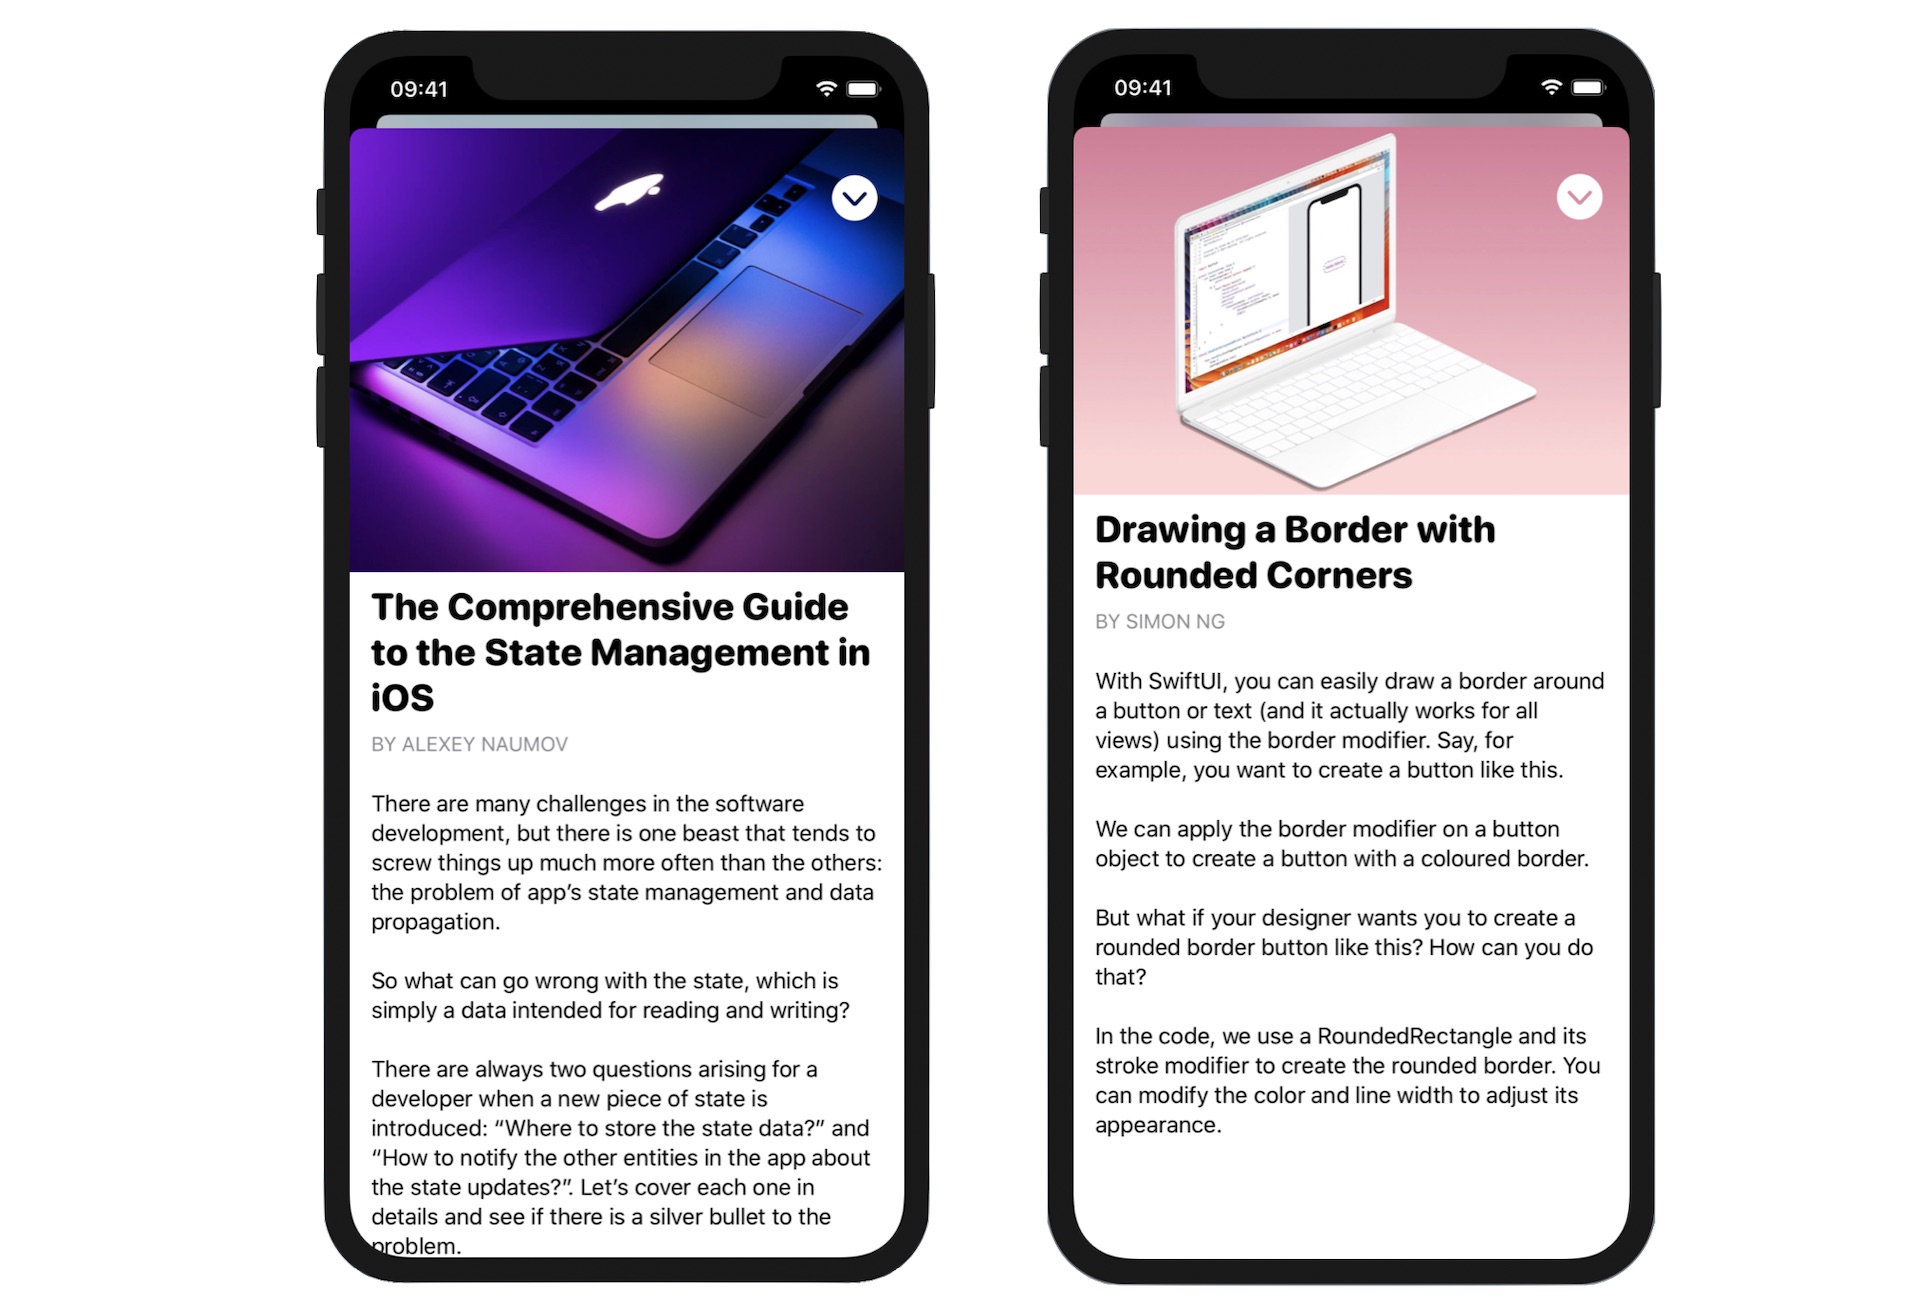 09:41
The Comprehensive Guide
to the State Management in
iOS
BY ALEXEY NAUMOV
There are many challenges in the software
development, but there is one beast that tends to
screw things up much more often than the others:
the problem of app’s state management and data
propagation.
So what can go wrong with the state, which is
simply a data intended for reading and writing?
There are always two questions arising for a
developer when a new piece of state is
introduced: “Where to store the state data?” and
“How to notify the other entities in the app about
the state updates?”. Let’s cover each one in
details and see if there is a silver bullet to the
problem.
09:41
Drawing a Border with
Rounded Corners
BY SIMON NG
With SwiftUI, you can easily draw a border around
a button or text (and it actually works for all
views) using the border modifier. Say, for
example, you want to create a button like this.
We can apply the border modifier on a button
object to create a button with a coloured border.
But what if your designer wants you to create a
rounded border button like this? How can you do
that?
In the code, we use a RoundedRectangle and its
stroke modifier to create the rounded border. You
can modify the color and line width to adjust its
appearance.